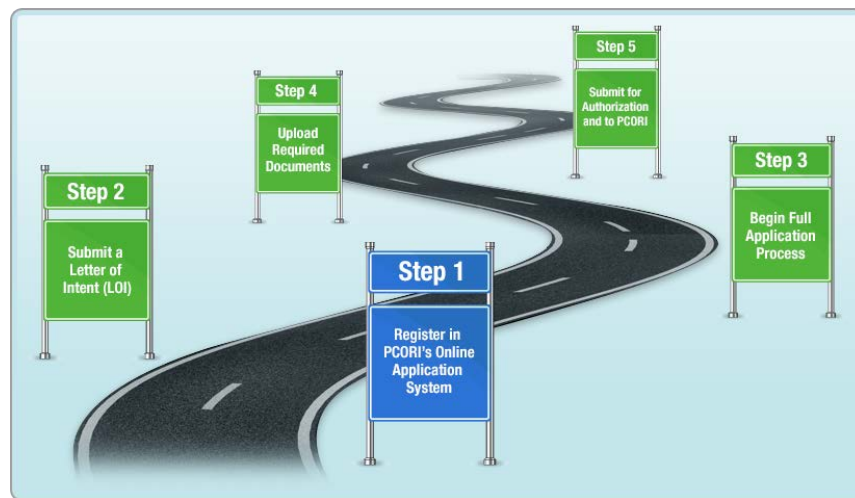 Step 1
Register in
PCORI's Online
Application
System
Step 2
Submit a
Letter of
Intent (LOI)
Step 3
Begin Full
Application
Process
Step 4
Upload
Required
Documents
Step 5
Submit for
Authorization
and to PCORI